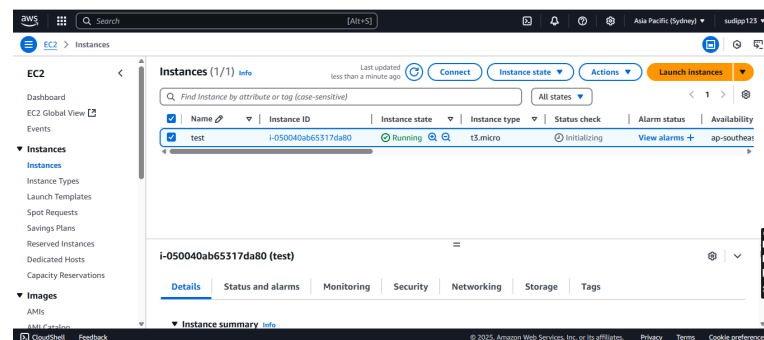 aws Search [Alt+S] Asia Pacific (Sydney) ▼ sudipp123 ▼
EC2 > Instances
EC2
Dashboard
EC2 Global View
Events
▼ Instances
Instances
Instance Types
Launch Templates
Spot Requests
Savings Plans
Reserved Instances
Dedicated Hosts
Capacity Reservations
▼ Images
AMIs
AMI Catalog
Instances (1/1) Info
Last updated
less than a minute ago
Connect Instance state ▼ Actions ▼ Launch instances ▼
Find Instance by attribute or tag (case-sensitive) All states ▼ < 1 >
Name Instance ID Instance state Instance type Status check Alarm status Availability
test i-050040ab65317da80 Running t3.micro Initializing View alarms + ap-southeas
i-050040ab65317da80 (test)
Details Status and alarms Monitoring Security Networking Storage Tags
▼ Instance summary Info
CloudShell Feedback © 2025, Amazon Web Services, Inc. or its affiliates. Privacy Terms Cookie preference